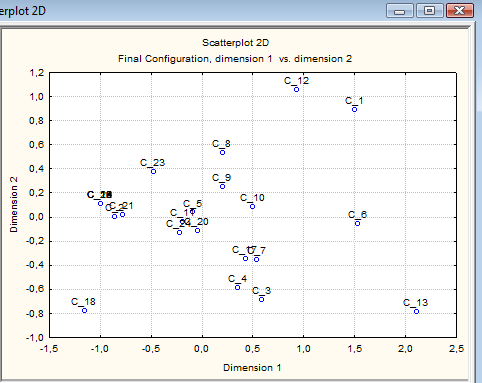 erplot 2D
Scatterplot 2D
Final Configuration, dimension 1 vs. dimension 2
1,2
1,0
0,8
0,6
0,4
0,2
0,0
-0,2
-0,4
-0,6
-0,8
-1,0
Dimension 2
C_12
C_1
C_8
C_23
C_9
C_10
C_5
C_21
C_6
C_20
C_7
C_4
C_3
C_18
C_13
-1,5 -1,0 -0,5 0,0 0,5 1,0 1,5 2,0 2,5
Dimension 1